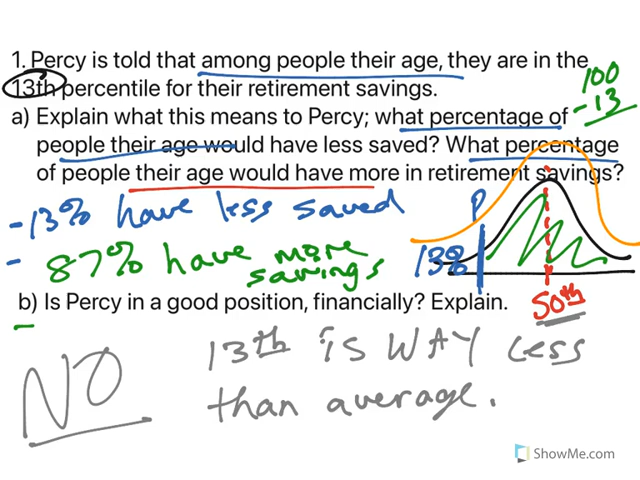 1. Percy is told that among people their age, they are in the
13th percentile for their retirement savings.
100
- 13
a) Explain what this means to Percy; what percentage of
people their age would have less saved? What percentage
of people their age would have more in retirement savings?
- 13% have less saved
P
13%
- 87% have more
savings
50th
b) Is Percy in a good position, financially? Explain.
NO
13th is WAY less
than average.
ShowMe.com